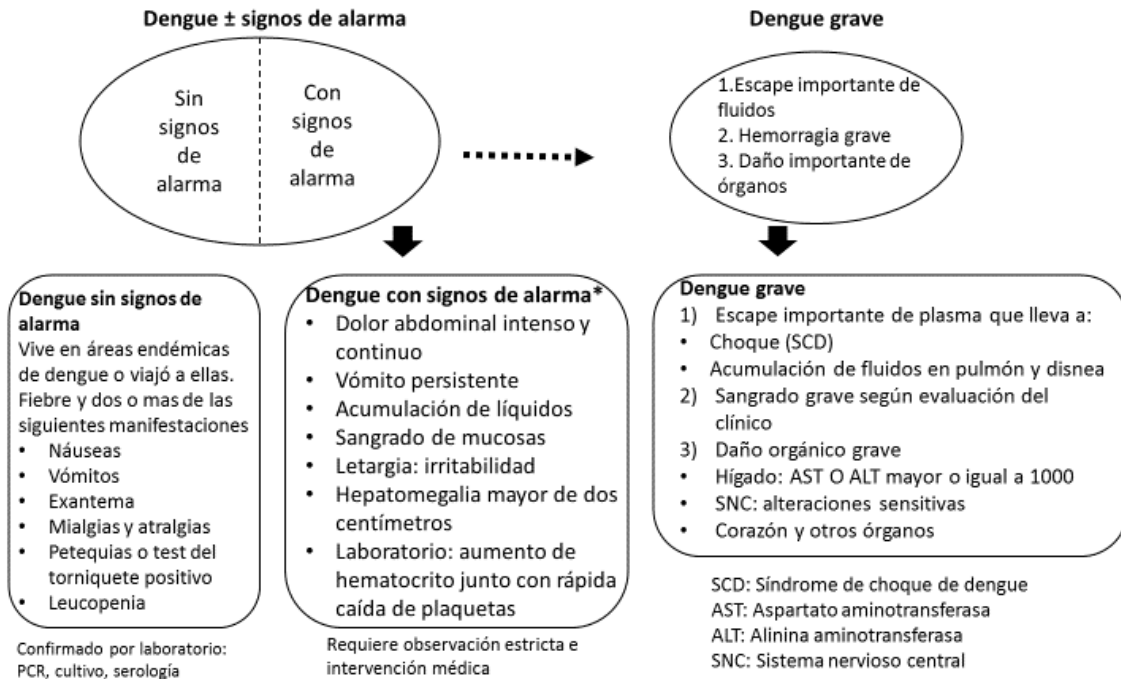 Dengue ± signos de alarma
Sin
signos
de
alarma
Con
signos
de
alarma
Dengue grave
1.Escape importante de
fluidos
2. Hemorragia grave
3. Daño importante de
órganos
Dengue sin signos de
alarma
Vive en áreas endémicas
de dengue o viajó a ellas.
Fiebre y dos o mas de las
siguientes manifestaciones
• Náuseas
• Vómitos
• Exantema
• Mialgias y atralgias
• Petequias o test del
torniquete positivo
• Leucopenia
Confirmado por laboratorio:
PCR, cultivo, serología
Dengue con signos de alarma*
• Dolor abdominal intenso y
continuo
• Vómito persistente
• Acumulación de líquidos
• Sangrado de mucosas
• Letargia: irritabilidad
• Hepatomegalia mayor de dos
centímetros
• Laboratorio: aumento de
hematocrito junto con rápida
caída de plaquetas
Requiere observación estricta e
intervención médica
Dengue grave
1) Escape importante de plasma que lleva a:
• Choque (SCD)
• Acumulación de fluidos en pulmón y disnea
2) Sangrado grave según evaluación del
clínico
3) Daño orgánico grave
• Hígado: AST O ALT mayor o igual a 1000
• SNC: alteraciones sensitivas
• Corazón y otros órganos
SCD: Síndrome de choque de dengue
AST: Aspartato aminotransferasa
ALT: Alinina aminotransferasa
SNC: Sistema nervioso central